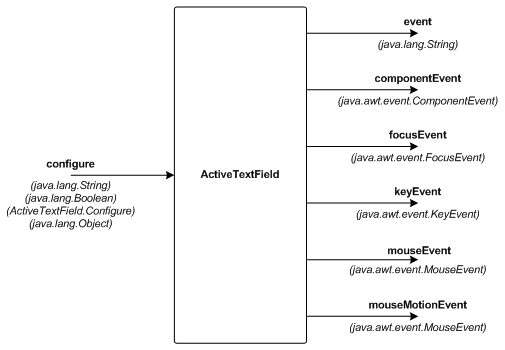 event
(java.lang.String)
componentEvent
(java.awt.event.ComponentEvent)
focusEvent
(java.awt.event.FocusEvent)
configure
(java.lang.String)
(java.lang.Boolean)
(ActiveTextField.Configure)
(java.lang.Object)
ActiveTextField
keyEvent
(java.awt.event.KeyEvent)
mouseEvent
(java.awt.event.MouseEvent)
mouseMotionEvent
(java.awt.event.MouseEvent)